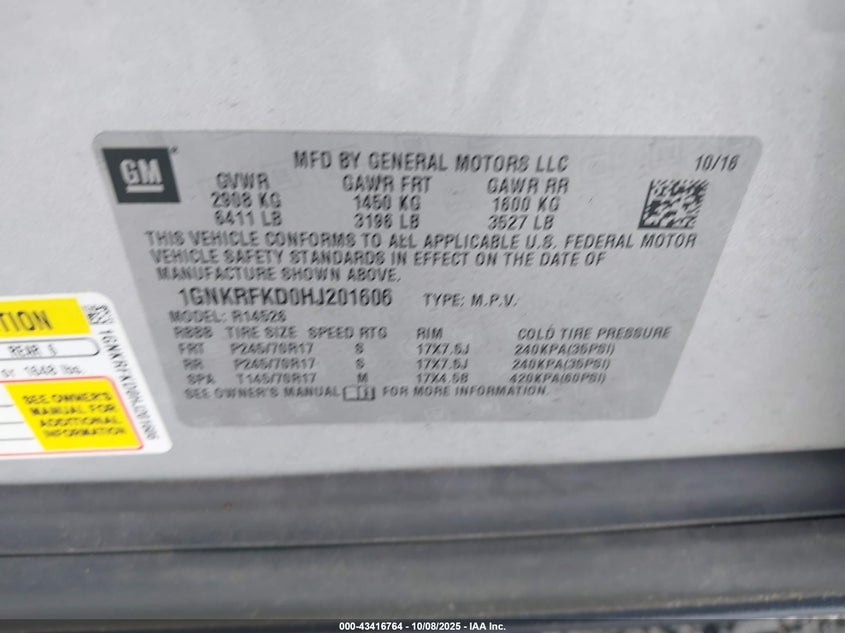 GM
MFD BY GENERAL MOTORS LLC 10/16
GVWR GAWR FRT GAWR RR
2908 KG 1450 KG 1600 KG
6411 LB 3196 LB 3527 LB
THIS VEHICLE CONFORMS TO ALL APPLICABLE U.S. FEDERAL MOTOR
VEHICLE SAFETY STANDARDS IN EFFECT ON THE DATE OF
MANUFACTURE SHOWN ABOVE.
1GNKRFKD0HJ201606 TYPE: M.P.V.
MODEL: R14526
TIRE SIZE SPEED RTG RIM COLD TIRE PRESSURE
FRT P245/70R17 S 17X7.5J 240KPA(35PSI)
RR P245/70R17 S 17X7.5J 240KPA(35PSI)
SPA T145/70R17 M 17X4.5B 420KPA(60PSI)
SEE OWNER'S MANUAL FOR MORE INFORMATION.
TION
REAR 5
or 1648 lbs.
SEE OWNER'S
MANUAL FOR
ADDITIONAL
INFORMATION
1GNKRFKD0HJ201606
000-43416764 - 10/08/2025 - IAA Inc.